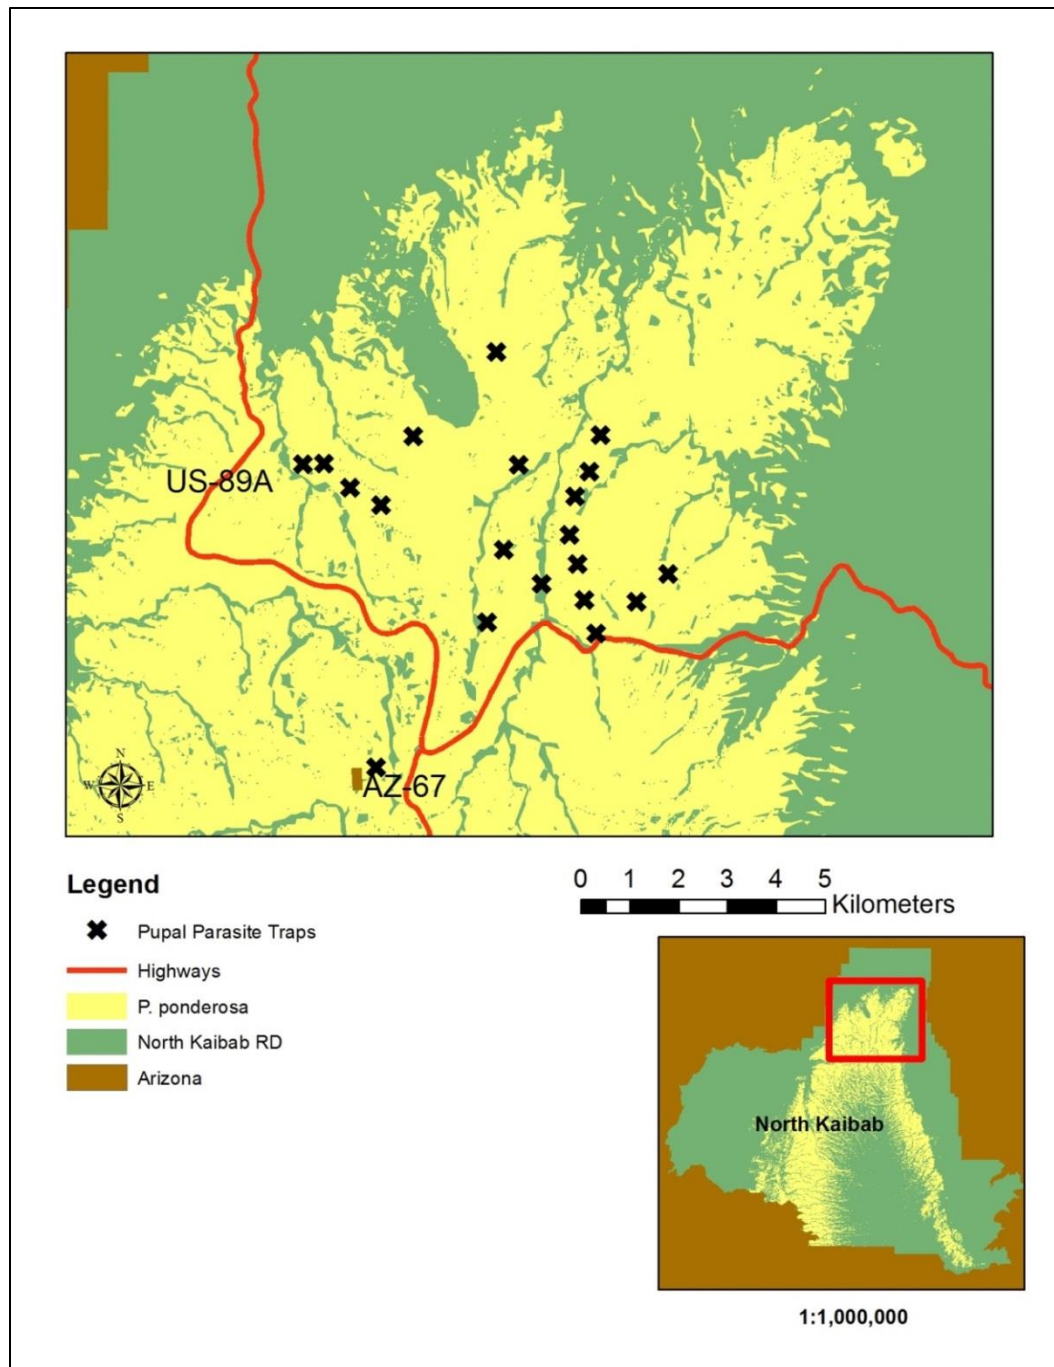 US-89A
N
W E
S
AZ-67
Legend
Pupal Parasite Traps
Highways
P. ponderosa
North Kaibab RD
Arizona
0 1 2 3 4 5
Kilometers
North Kaibab
1:1,000,000